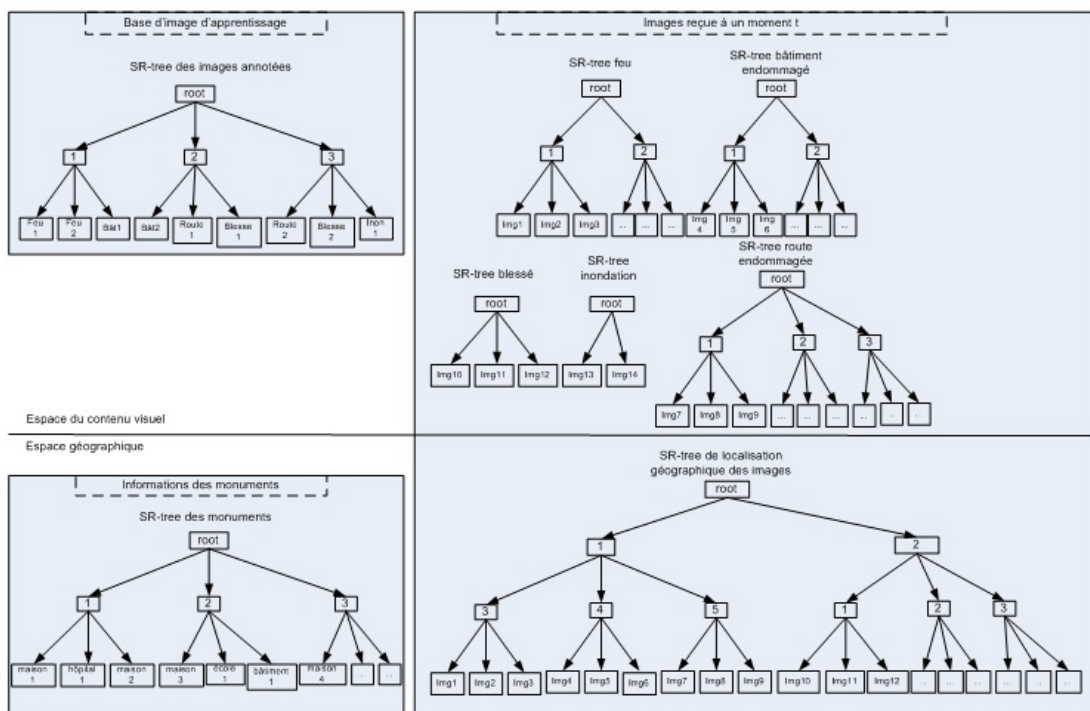 Base d'image d'apprentissage
SR-tree des images annotées
root
1 2 3
Feu 1 Feu 2 Bât1 Bât2 Route 1 Blesse 1 Route 2 Blesse 2 Inon 1
Images reçue à un moment t
SR-tree feu
root
1 2
Img1 Img2 Img3 ... ... ...
SR-tree bâtiment
endommagé
root
1 2
Img 4 Img 5 Img 6 ... ... ...
SR-tree blessé
root
Img10 Img11 Img12
SR-tree
inondation
root
Img13 Img14
SR-tree route
endommagée
root
1 2 3
Img7 Img8 Img9 ... ... ... ... ... ...
Espace du contenu visuel
Espace géographique
Informations des monuments
SR-tree des monuments
root
1 2 3
maison 1 hôpital 1 maison 2 maison 3 école 1 bâtiment 1 maison 4 ... ...
SR-tree de localisation
géographique des images
root
1 2
3 4 5 1 2 3
Img1 Img2 Img3 Img4 Img5 Img6 Img7 Img8 Img9 Img10 Img11 Img12 ... ... ... ... ... ...